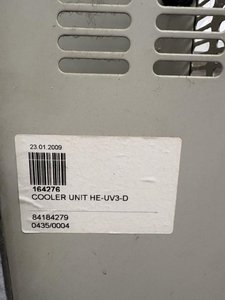 23.01.2009
164276
COOLER UNIT HE-UV3-D
84184279
0435/0004